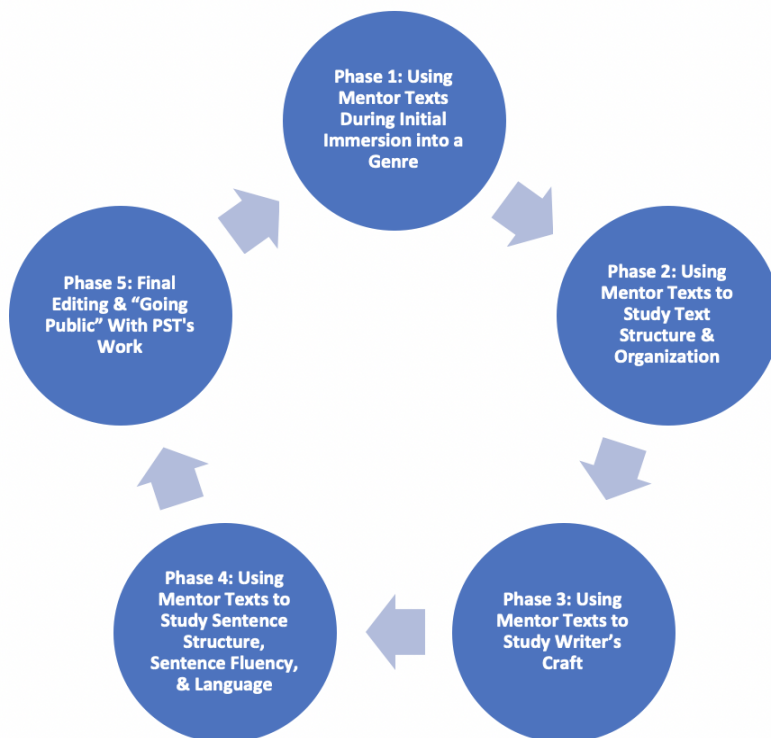 Phase 1: Using
Mentor Texts
During Initial
Immersion into a
Genre
Phase 2: Using
Mentor Texts to
Study Text
Structure &
Organization
Phase 3: Using
Mentor Texts to
Study Writer’s
Craft
Phase 4: Using
Mentor Texts to
Study Sentence
Structure,
Sentence Fluency,
& Language
Phase 5: Final
Editing & “Going
Public” With PST's
Work